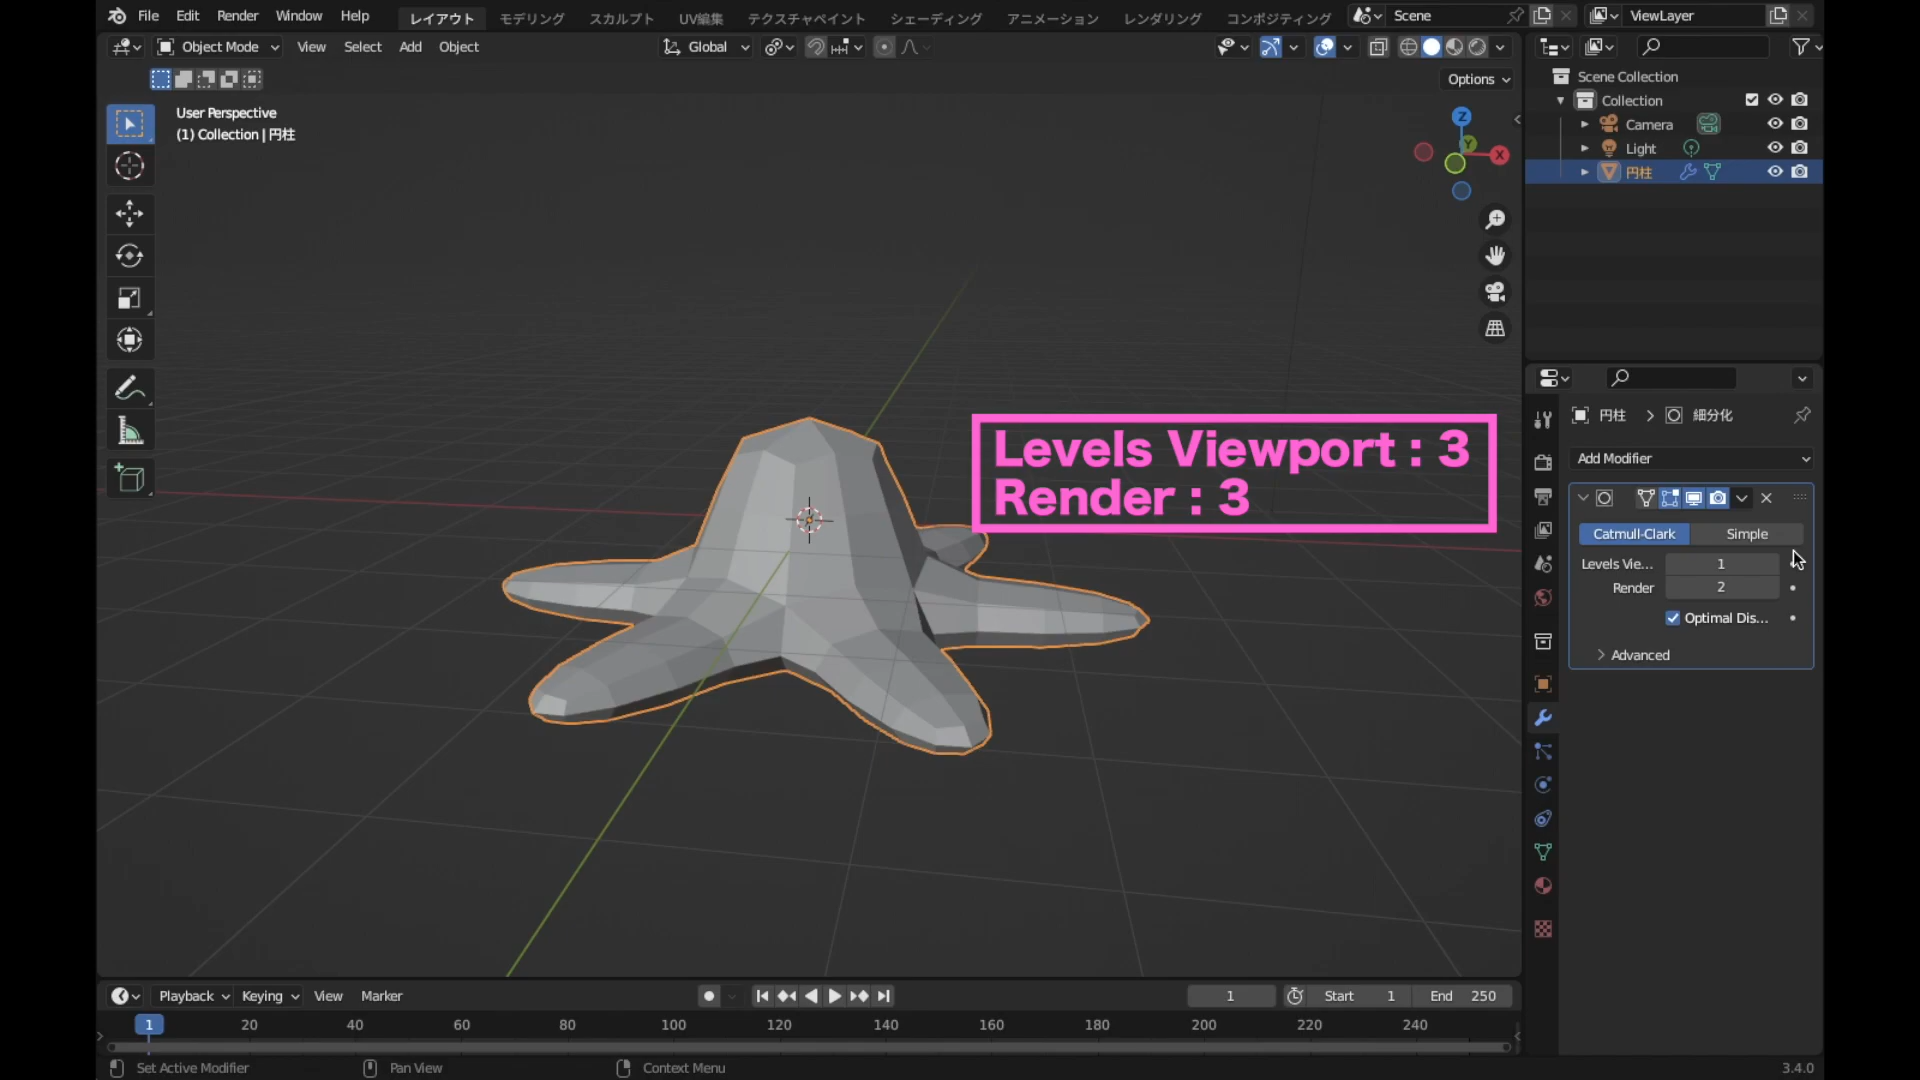 File Edit Render Window Help レイアウト モデリング スカルプト UV編集 テクスチャペイント シェーディング アニメーション レンダリング コンポジティング Scene ViewLayer
Object Mode View Select Add Object Global
Options
User Perspective
(1) Collection | 円柱
Z
Y
X
Scene Collection
Collection
Camera
Light
円柱
Levels Viewport : 3
Render : 3
円柱 細分化
Add Modifier
Catmull-Clark Simple
Levels Vie... 1
Render 2
Optimal Dis...
Advanced
Playback Keying View Marker 1 Start 1 End 250
1 20 40 60 80 100 120 140 160 180 200 220 240
Set Active Modifier Pan View Context Menu 3.4.0